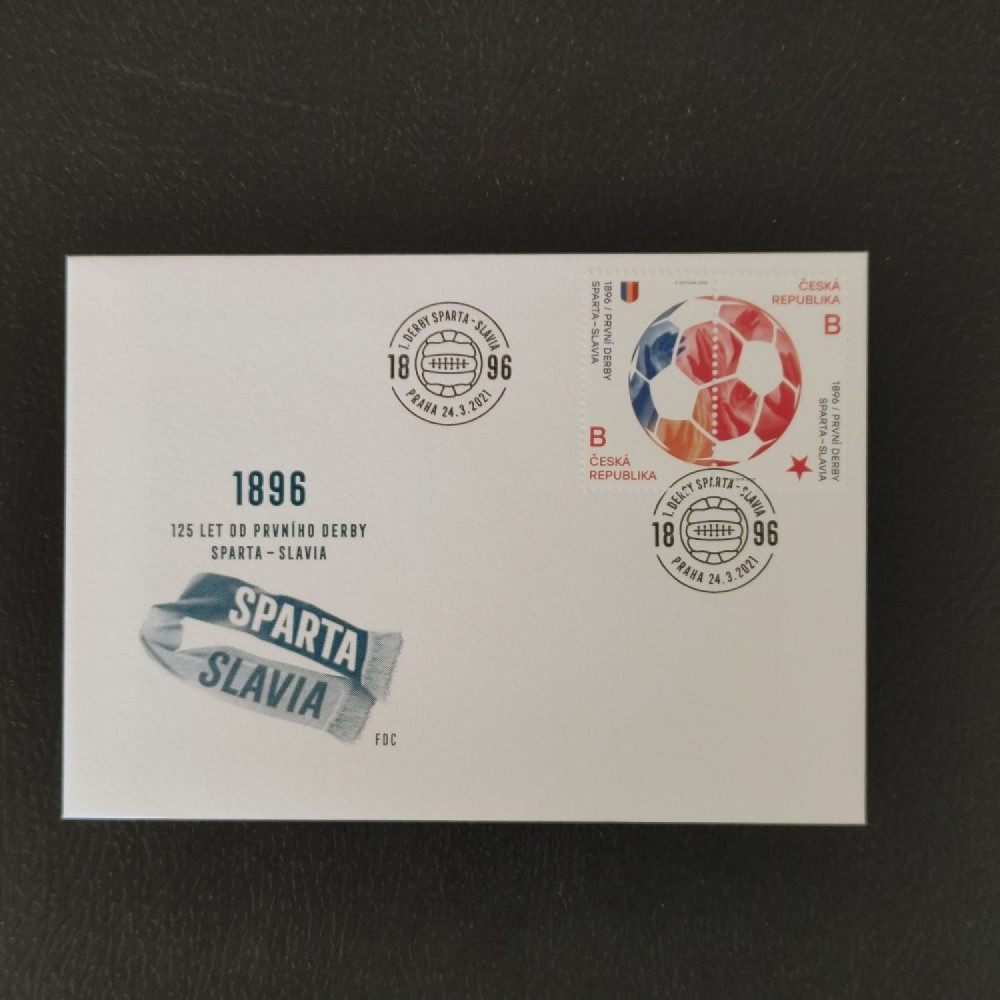 1. DERBY SPARTA – SLAVIA
18 96
PRAHA 24.3.2021
1896 / PRVNÍ DERBY
SPARTA – SLAVIA
B
ČESKÁ
REPUBLIKA
ČESKÁ
REPUBLIKA
B
1896 / PRVNÍ DERBY
SPARTA – SLAVIA
1. DERBY SPARTA – SLAVIA
18 96
PRAHA 24.3.2021
1896
125 LET OD PRVNÍHO DERBY
SPARTA – SLAVIA
SPARTA
SLAVIA
FDC